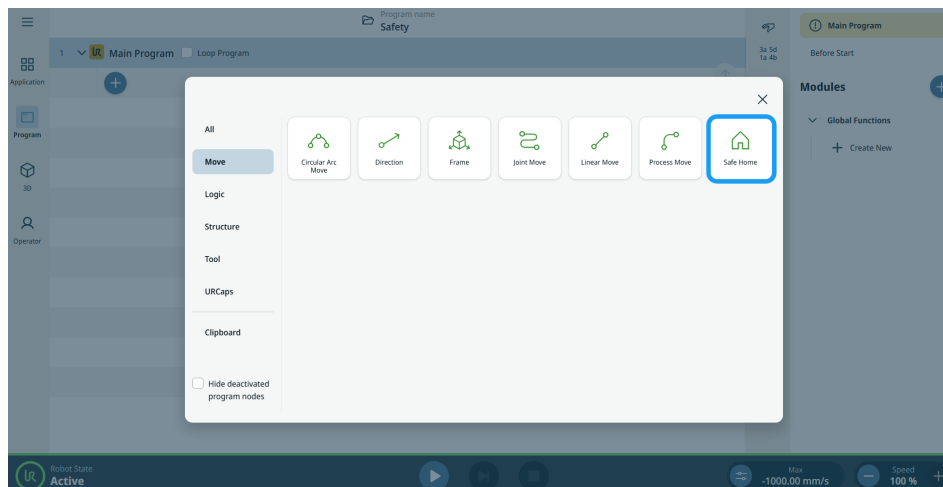 Program name
Safety
1 Main Program Loop Program
3a 5d
1a 4b
Main Program
Before Start
Modules
Global Functions
Create New
Application
Program
3D
Operator
All
Move
Logic
Structure
Tool
URCaps
Clipboard
Hide deactivated
program nodes
Circular Arc
Move
Direction
Frame
Joint Move
Linear Move
Process Move
Safe Home
Robot State
Active
Max
-1000.00 mm/s
Speed
100 %